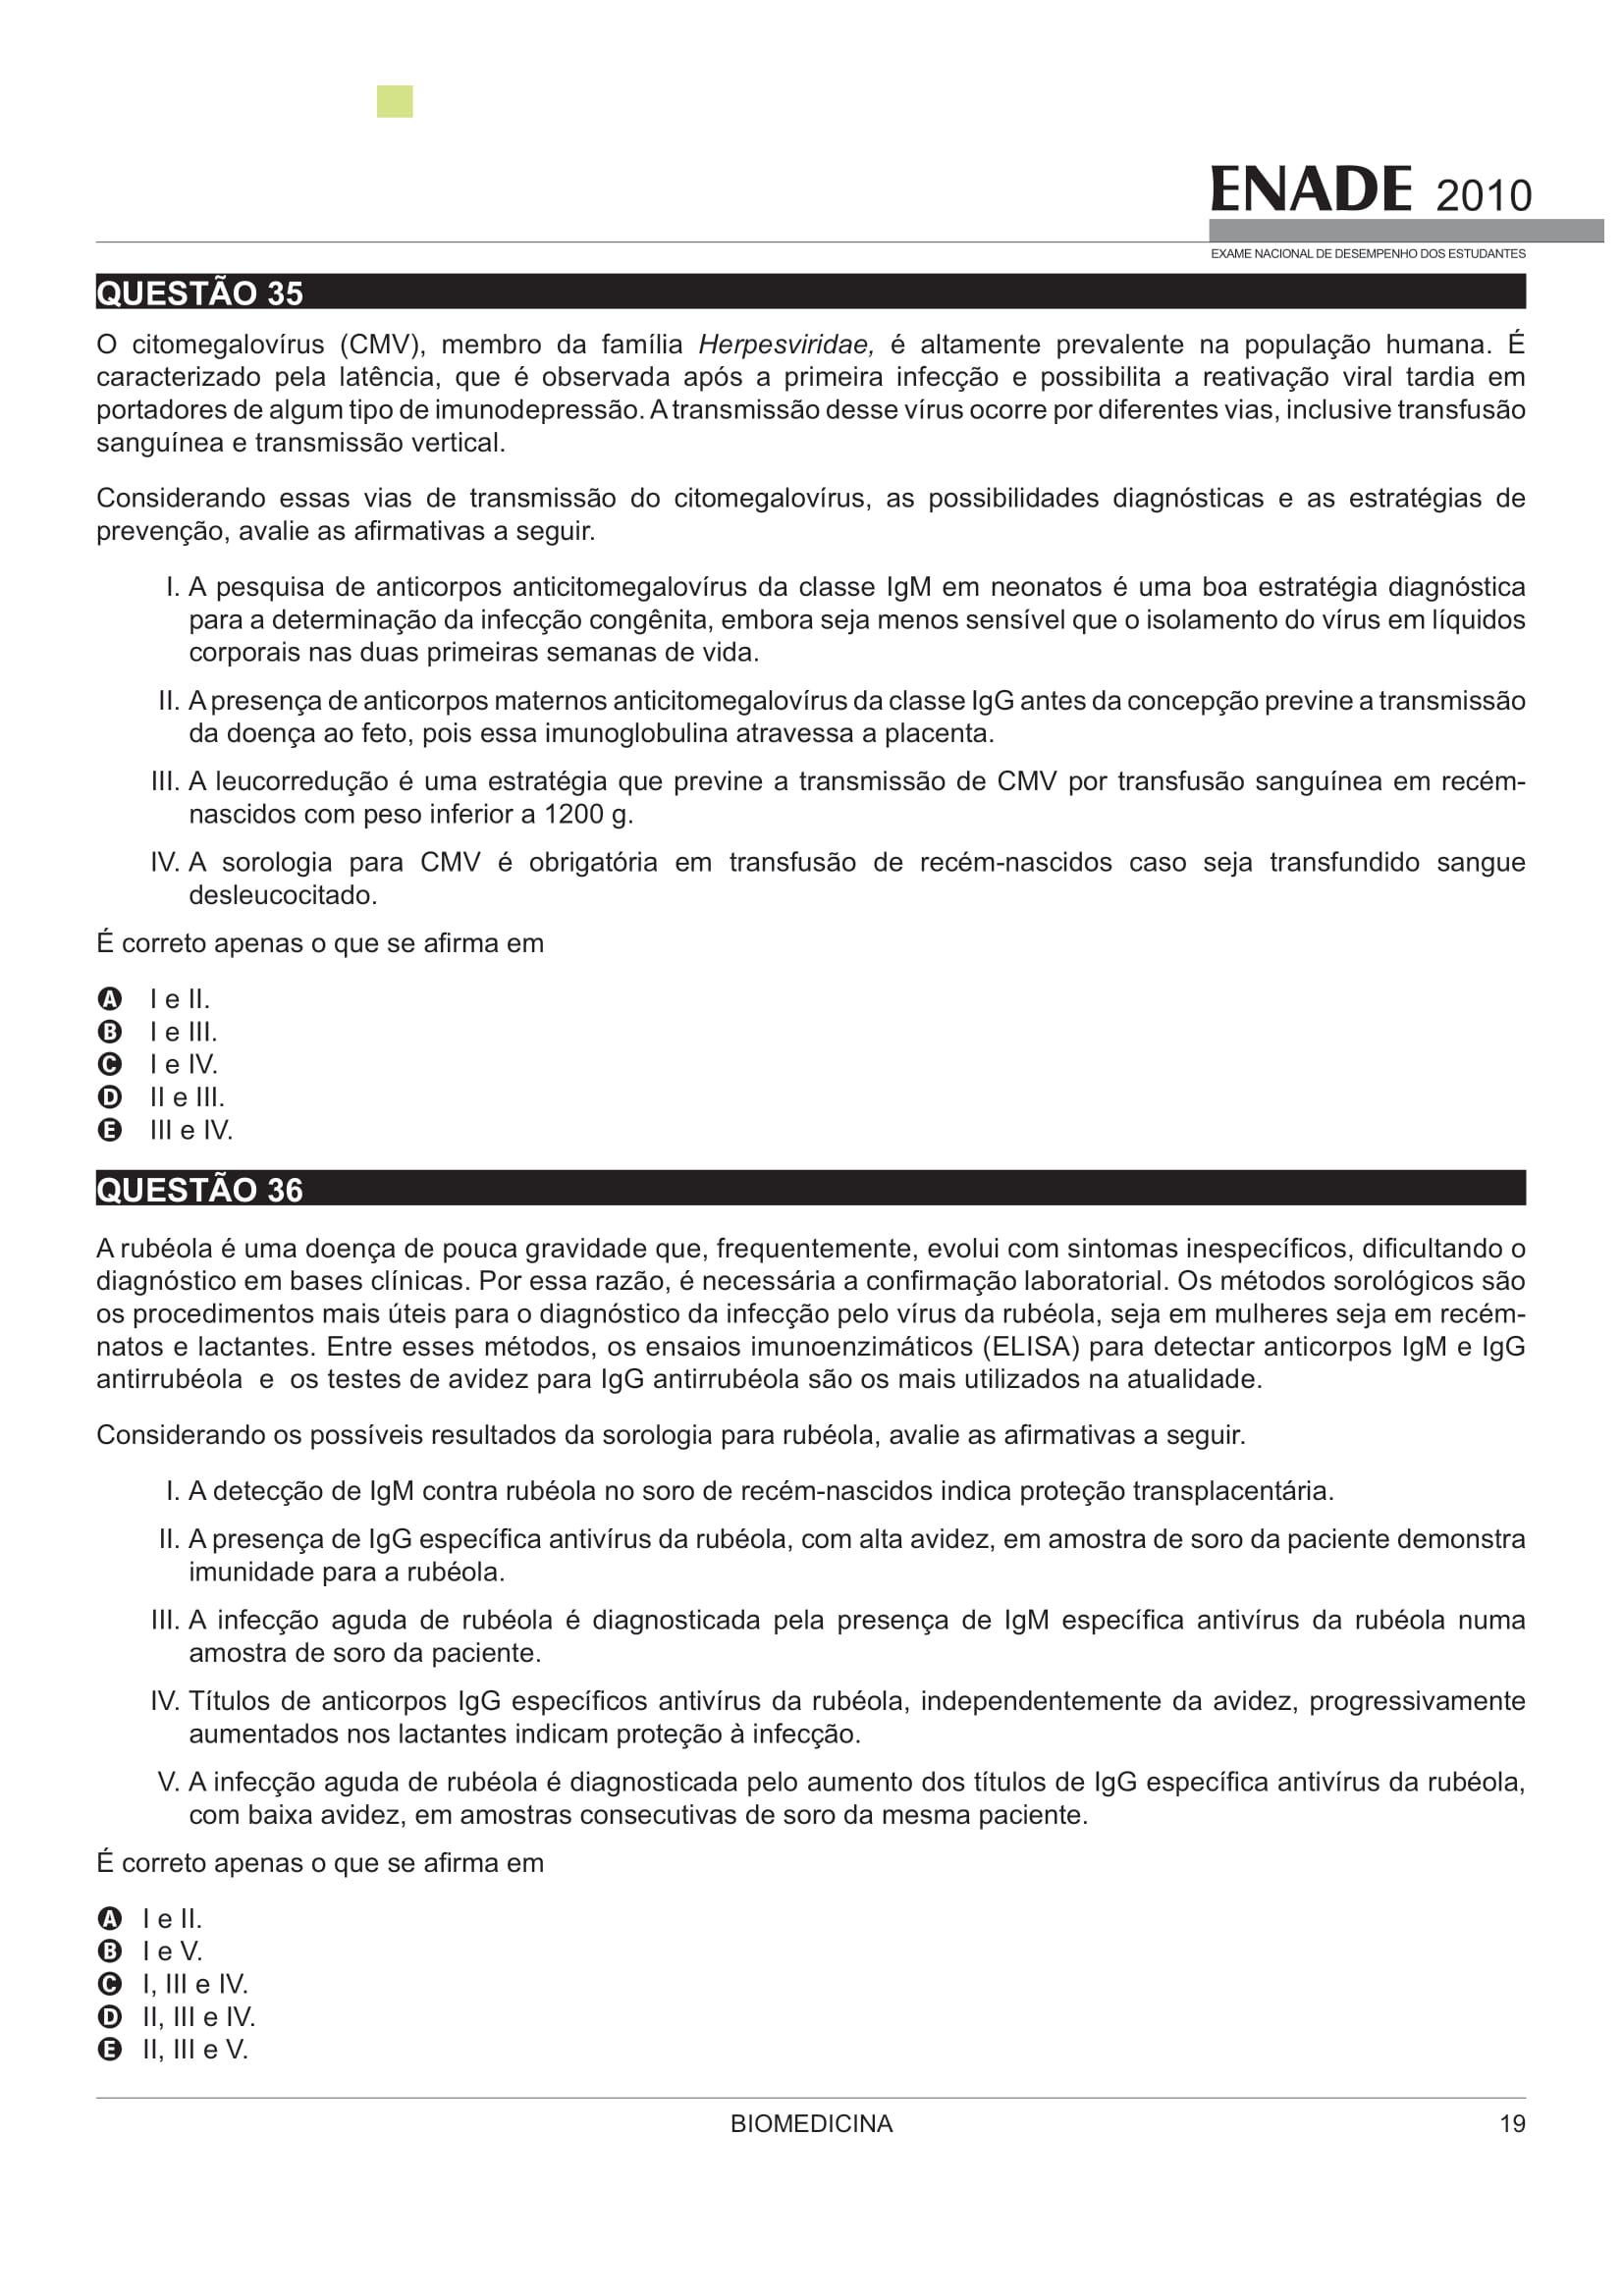 ENADE 2010
EXAME NACIONAL DE DESEMPENHO DOS ESTUDANTES
QUESTÃO 35
O citomegalovírus (CMV), membro da família Herpesviridae, é altamente prevalente na população humana. É
caracterizado pela latência, que é observada após a primeira infecção e possibilita a reativação viral tardia em
portadores de algum tipo de imunodepressão. A transmissão desse vírus ocorre por diferentes vias, inclusive transfusão
sanguínea e transmissão vertical.
Considerando essas vias de transmissão do citomegalovírus, as possibilidades diagnósticas e as estratégias de
prevenção, avalie as afirmativas a seguir.
I. A pesquisa de anticorpos anticitomegalovírus da classe IgM em neonatos é uma boa estratégia diagnóstica
para a determinação da infecção congênita, embora seja menos sensível que o isolamento do vírus em líquidos
corporais nas duas primeiras semanas de vida.
II. A presença de anticorpos maternos anticitomegalovírus da classe IgG antes da concepção previne a transmissão
da doença ao feto, pois essa imunoglobulina atravessa a placenta.
III. A leucorredução é uma estratégia que previne a transmissão de CMV por transfusão sanguínea em recém-
nascidos com peso inferior a 1200 g.
IV. A sorologia para CMV é obrigatória em transfusão de recém-nascidos caso seja transfundido sangue
desleucocitado.
É correto apenas o que se afirma em
A I e II.
B I e III.
C I e IV.
D II e III.
E III e IV.
QUESTÃO 36
A rubéola é uma doença de pouca gravidade que, frequentemente, evolui com sintomas inespecíficos, dificultando o
diagnóstico em bases clínicas. Por essa razão, é necessária a confirmação laboratorial. Os métodos sorológicos são
os procedimentos mais úteis para o diagnóstico da infecção pelo vírus da rubéola, seja em mulheres seja em recém-
natos e lactantes. Entre esses métodos, os ensaios imunoenzimáticos (ELISA) para detectar anticorpos IgM e IgG
antirrubéola e os testes de avidez para IgG antirrubéola são os mais utilizados na atualidade.
Considerando os possíveis resultados da sorologia para rubéola, avalie as afirmativas a seguir.
I. A detecção de IgM contra rubéola no soro de recém-nascidos indica proteção transplacentária.
II. A presença de IgG específica antivírus da rubéola, com alta avidez, em amostra de soro da paciente demonstra
imunidade para a rubéola.
III. A infecção aguda de rubéola é diagnosticada pela presença de IgM específica antivírus da rubéola numa
amostra de soro da paciente.
IV. Títulos de anticorpos IgG específicos antivírus da rubéola, independentemente da avidez, progressivamente
aumentados nos lactantes indicam proteção à infecção.
V. A infecção aguda de rubéola é diagnosticada pelo aumento dos títulos de IgG específica antivírus da rubéola,
com baixa avidez, em amostras consecutivas de soro da mesma paciente.
É correto apenas o que se afirma em
A I e II.
B I e V.
C I, III e IV.
D II, III e IV.
E II, III e V.
BIOMEDICINA 19